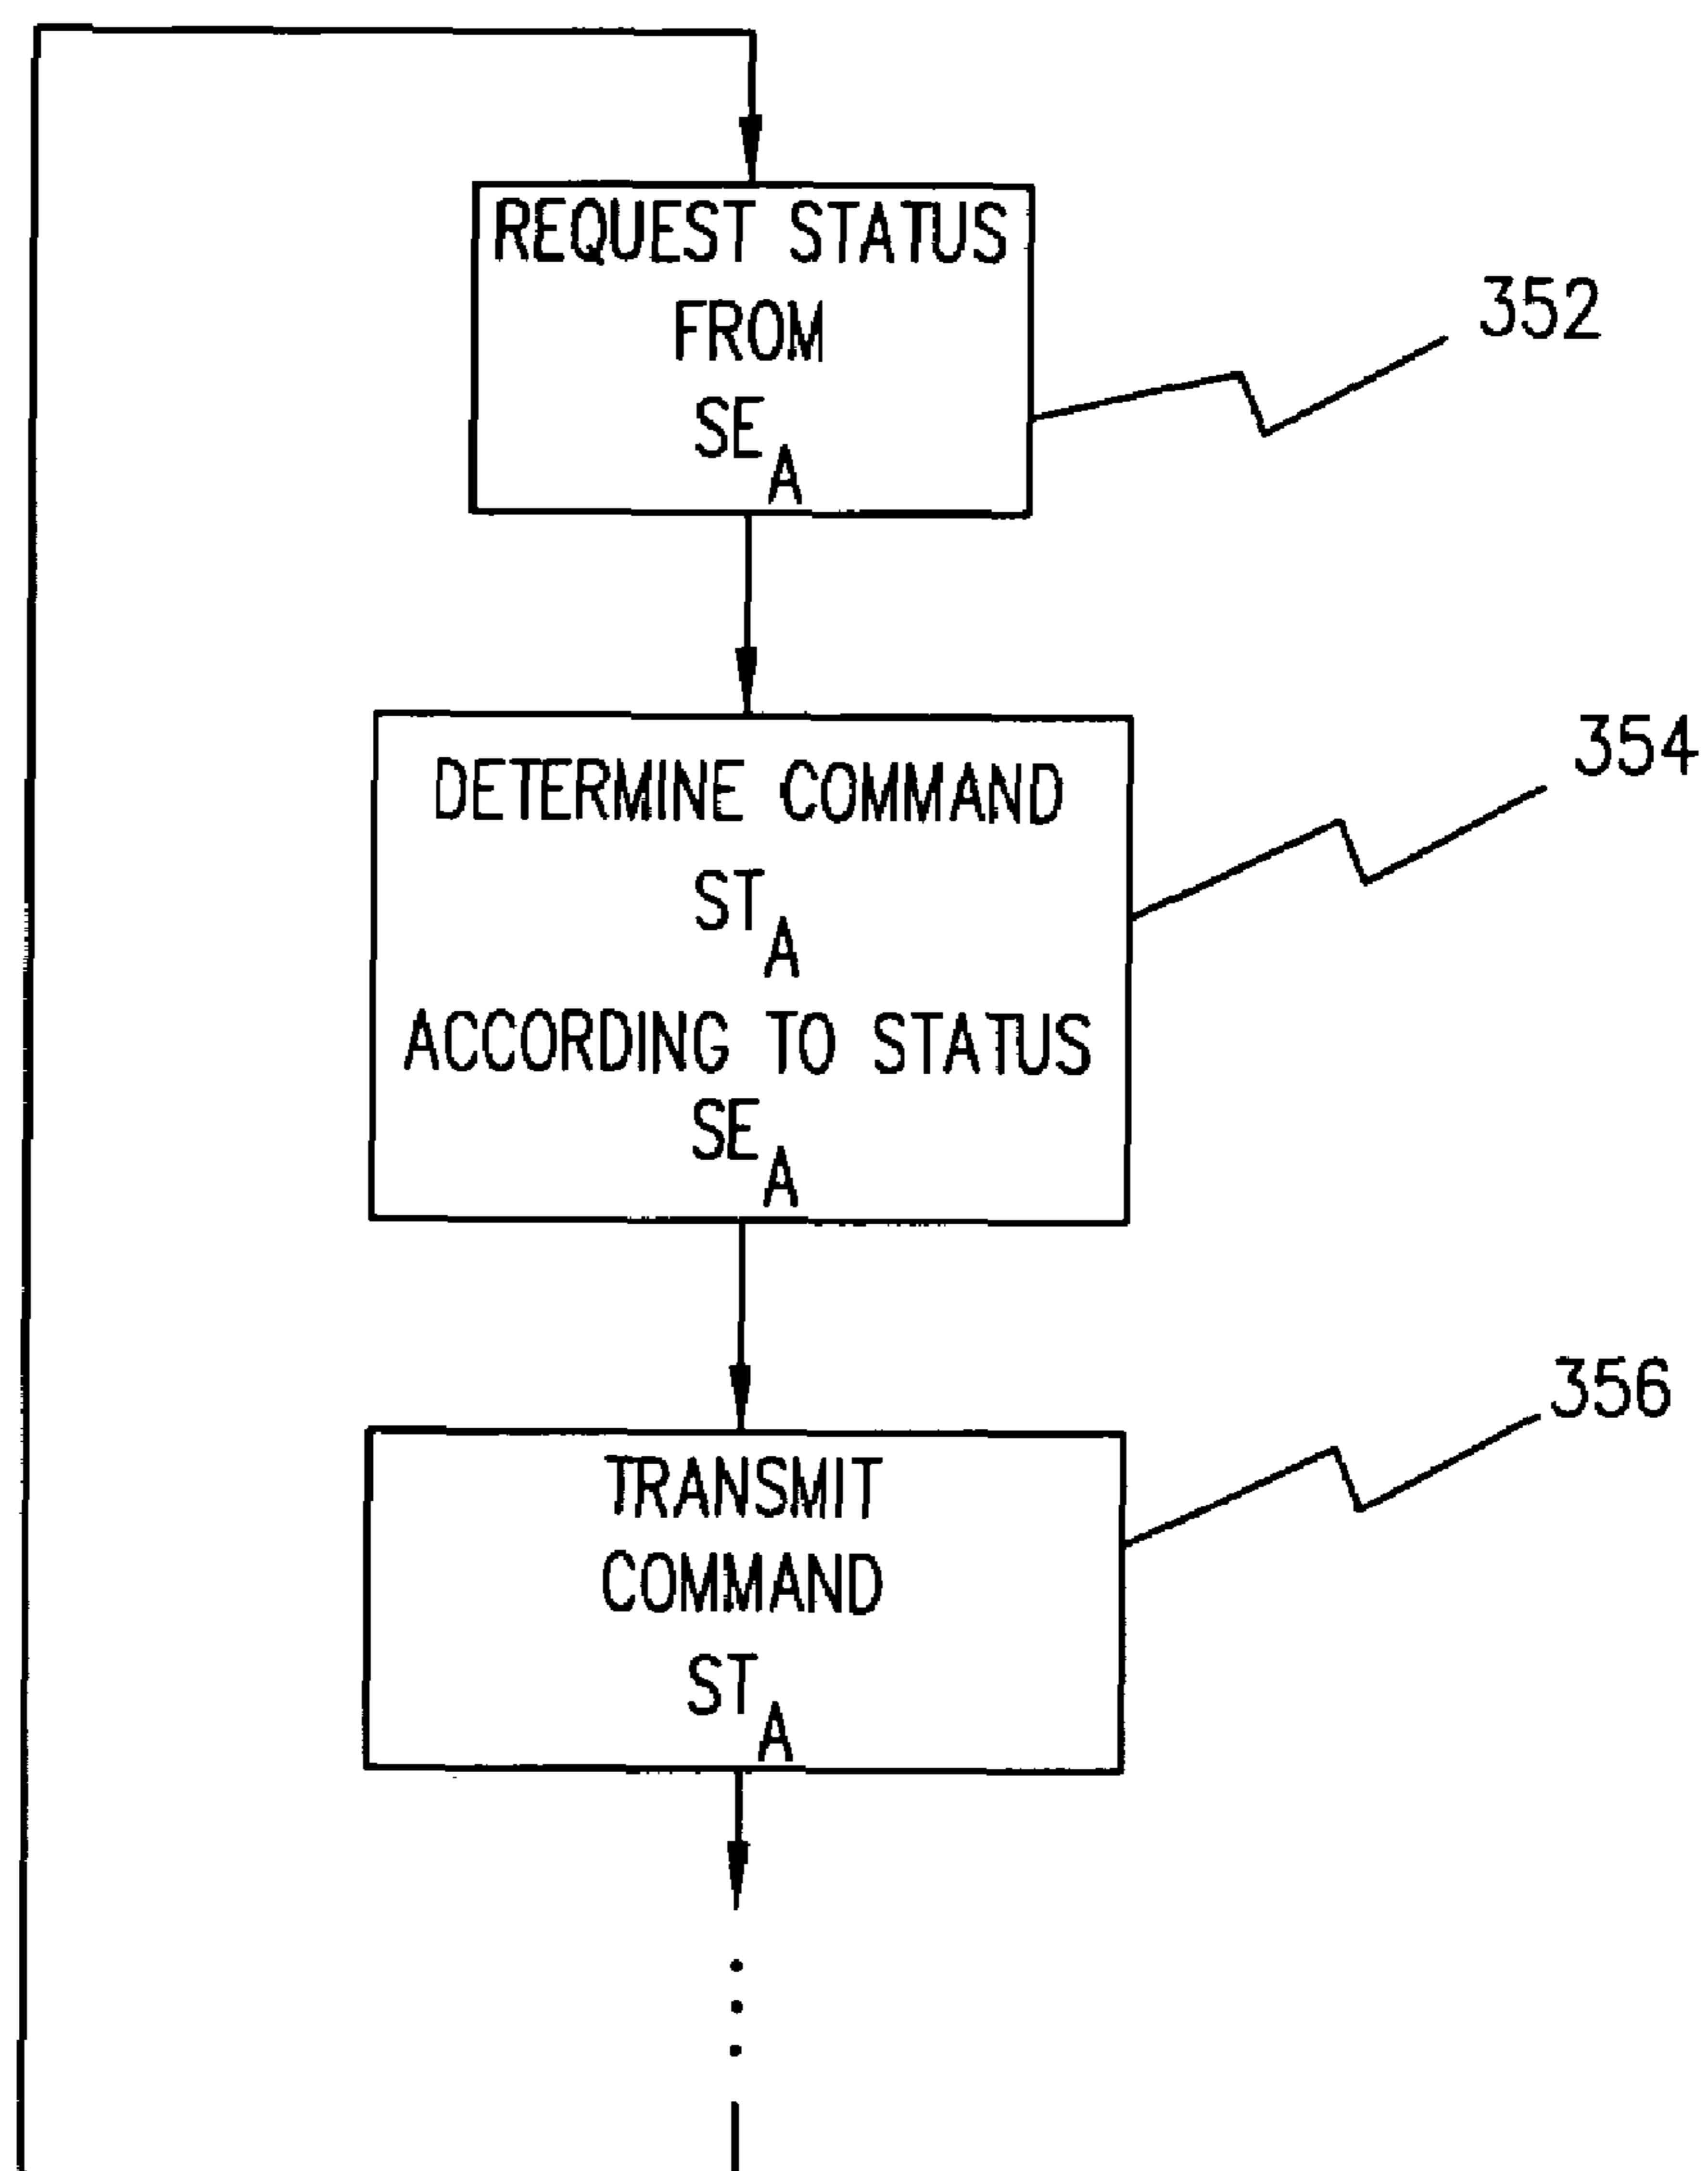 REQUEST STATUS
FROM
SE A
352
DETERMINE COMMAND
ST A
ACCORDING TO STATUS
SE A
354
TRANSMIT
COMMAND
ST A
356